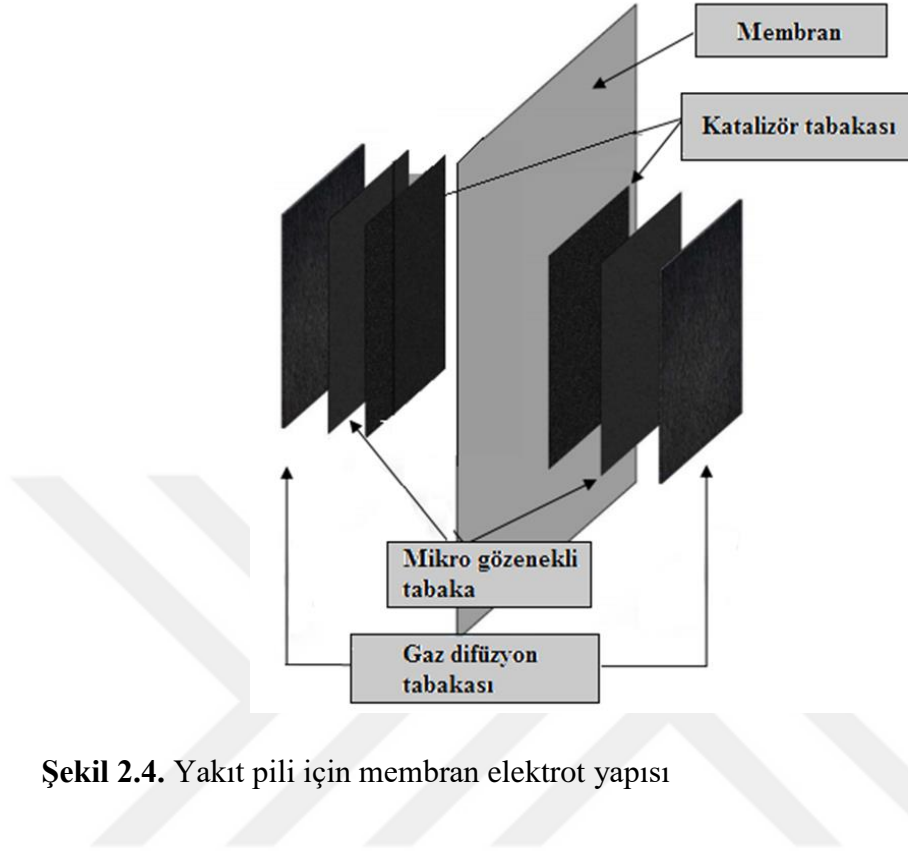 Membran
Katalizör tabakası
Mikro gözenekli
tabaka
Gaz difüzyon
tabakası
Şekil 2.4. Yakıt pili için membran elektrot yapısı